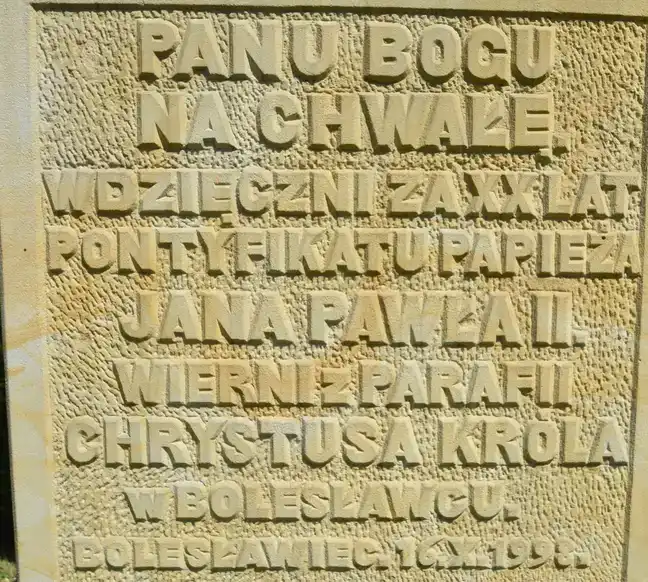 PANU BOGU
NA CHWAŁĘ.
WDZIĘCZNI ZA XX LAT
PONTYFIKATU PAPIEŻA
JANA PAWŁA II.
WIERNI z PARAFII
CHRYSTUSA KRÓLA
w BOLESŁAWCU.
BOLESŁAWIEC. 16.X.1998.